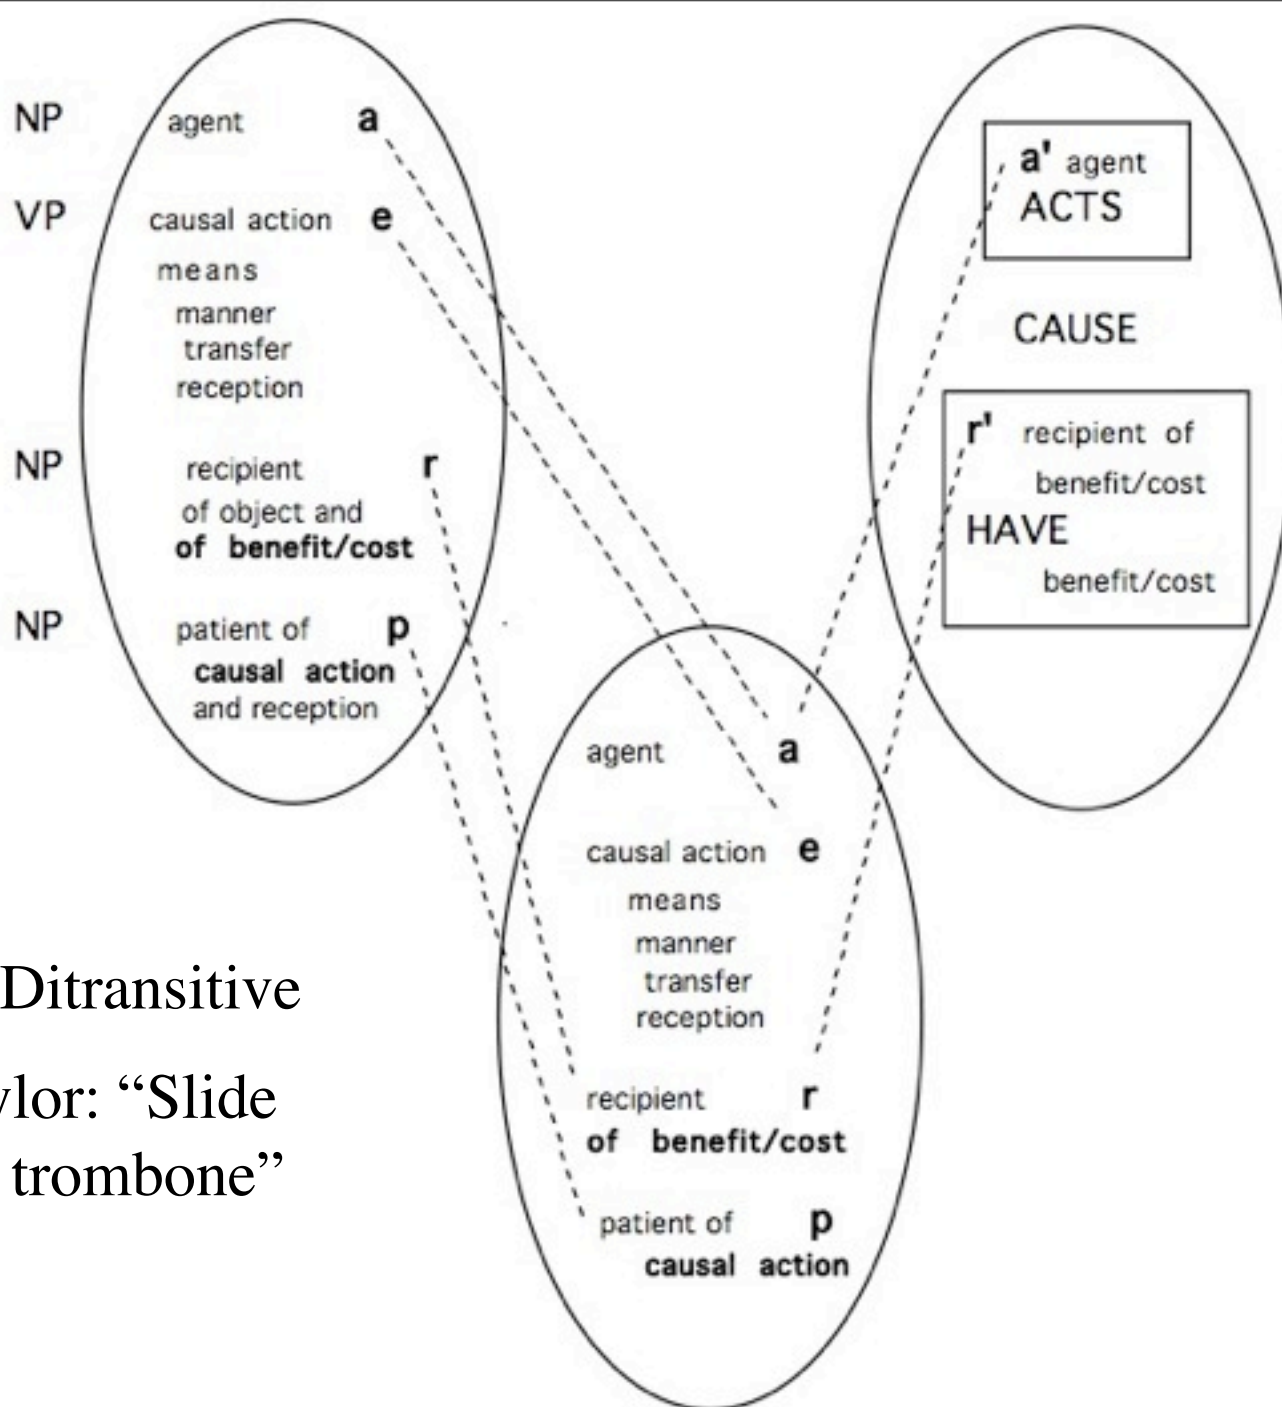 NP agent a
VP causal action e
means
manner
transfer
reception
NP recipient r
of object and
of benefit/cost
NP patient of p
causal action
and reception
a' agent
ACTS
CAUSE
r' recipient of
benefit/cost
HAVE
benefit/cost
agent a
causal action e
means
manner
transfer
reception
recipient r
of benefit/cost
patient of p
causal action
Ditransitive
ylor: “Slide
trombone”